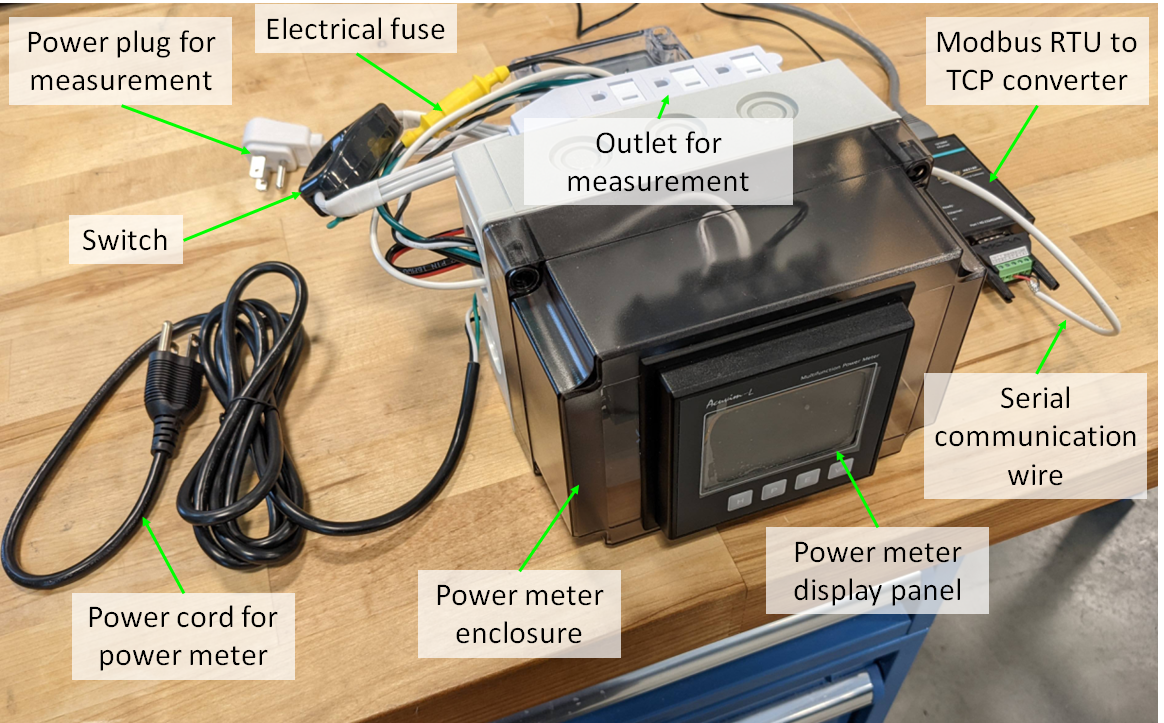 Power plug for
measurement
Electrical fuse
Modbus RTU to
TCP converter
Outlet for
measurement
Switch
Multifunction Power Meter
Acuvim-L
Serial
communication
wire
Power meter
display panel
Power meter
enclosure
Power cord for
power meter